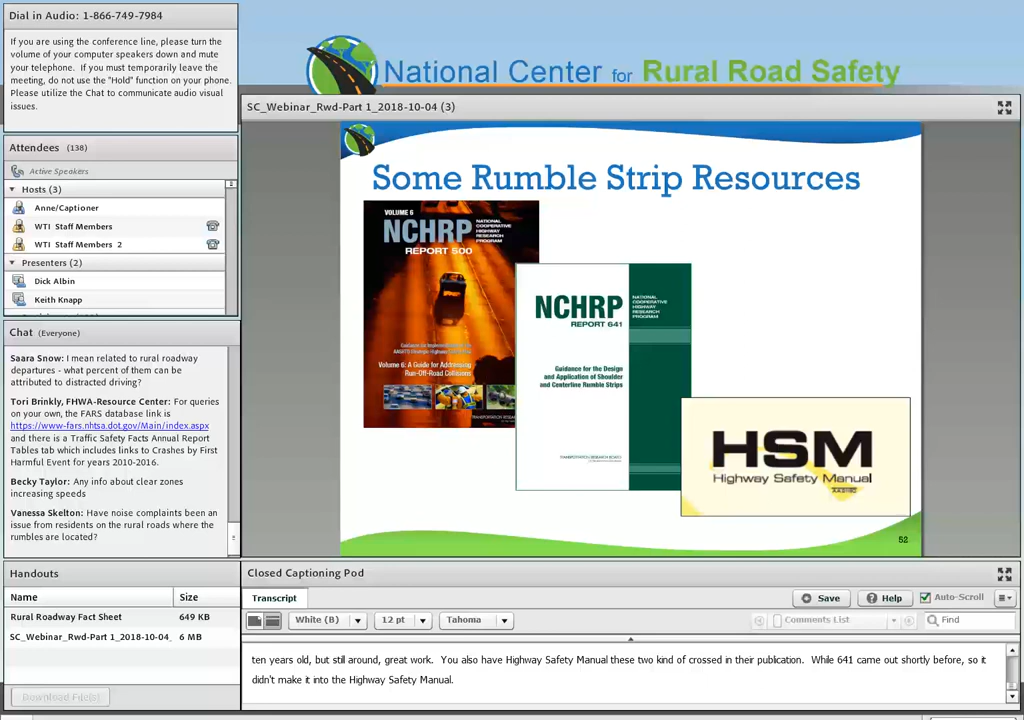 Dial in Audio: 1-866-749-7984
If you are using the conference line, please turn the
volume of your computer speakers down and mute
your telephone. If you must temporarily leave the
meeting, do not use the "Hold" function on your phone.
Please utilize the Chat to communicate audio visual
issues.
National Center for Rural Road Safety
Attendees (138)
Active Speakers
Hosts (3)
Anne/Captioner
WTI Staff Members
WTI Staff Members 2
Presenters (2)
Dick Albin
Keith Knapp
Chat (Everyone)
Saara Snow: I mean related to rural roadway
departures - what percent of them can be
attributed to distracted driving?
Tori Brinkly, FHWA-Resource Center: For queries
on your own, the FARS database link is
https://www-fars.nhtsa.dot.gov/Main/index.aspx
and there is a Traffic Safety Facts Annual Report
Tables tab which includes links to Crashes by First
Harmful Event for years 2010-2016.
Becky Taylor: Any info about clear zones
increasing speeds
Vanessa Skelton: Have noise complaints been an
issue from residents on the rural roads where the
rumbles are located?
Handouts
Name Size
Rural Roadway Fact Sheet 649 KB
SC_Webinar_Rwd-Part 1_2018-10-04_ 6 MB
Download File(s)
SC_Webinar_Rwd-Part 1_2018-10-04 (3)
Some Rumble Strip Resources
VOLUME 6
NCHRP
REPORT 500
NATIONAL
COOPERATIVE
HIGHWAY
RESEARCH
PROGRAM
Volume 6: A Guide for Addressing
Run-Off-Road Collisions
NCHRP
REPORT 641
NATIONAL
COOPERATIVE
HIGHWAY
RESEARCH
PROGRAM
Guidance for the Design
and Application of Shoulder
and Centerline Rumble Strips
TRANSPORTATION RESEARCH BOARD
HSM
Highway Safety Manual
52
Closed Captioning Pod
Transcript
Save
Help
Auto-Scroll
White (B)
12 pt
Tahoma
Comments List
Find
ten years old, but still around, great work. You also have Highway Safety Manual these two kind of crossed in their publication. While 641 came out shortly before, so it
didn't make it into the Highway Safety Manual.